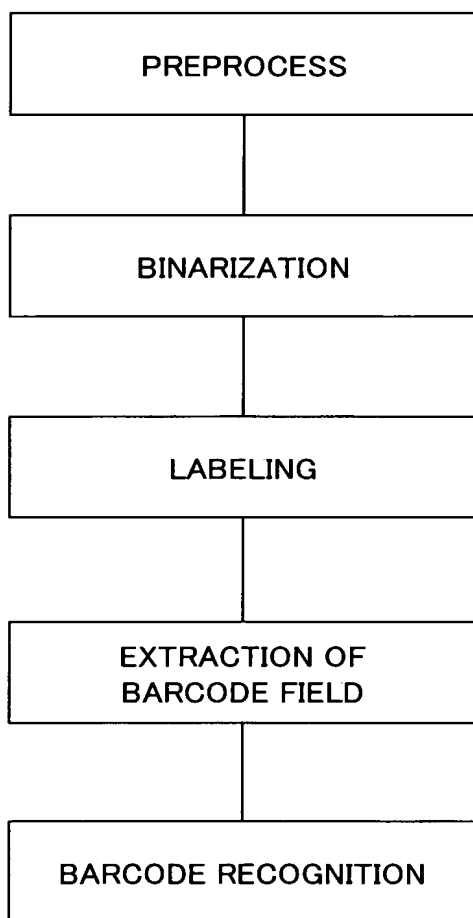 PREPROCESS
BINARIZATION
LABELING
EXTRACTION OF
BARCODE FIELD
BARCODE RECOGNITION